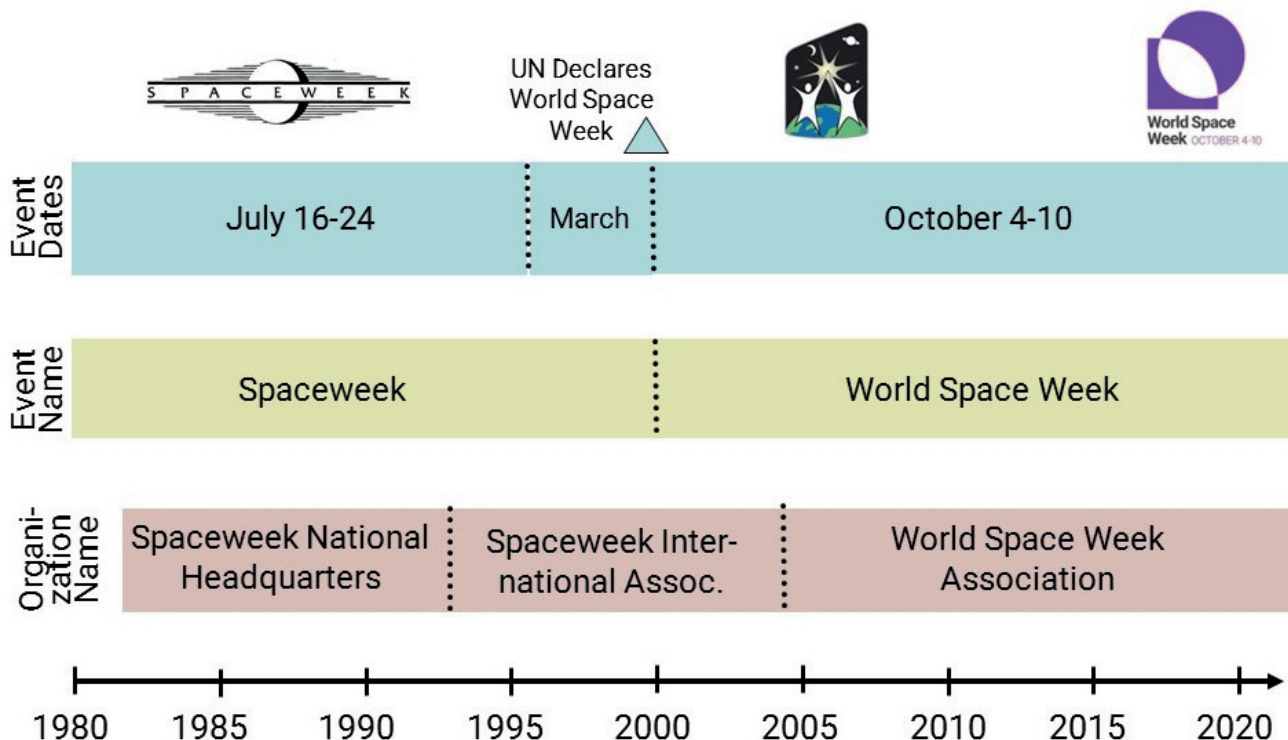 SPACEWEEK
UN Declares
World Space
Week
World Space
Week OCTOBER 4-10
Event
Dates
July 16-24
March
October 4-10
Event
Name
Spaceweek
World Space Week
Organi-
zation
Name
Spaceweek National
Headquarters
Spaceweek Inter-
national Assoc.
World Space Week
Association
1980
1985
1990
1995
2000
2005
2010
2015
2020